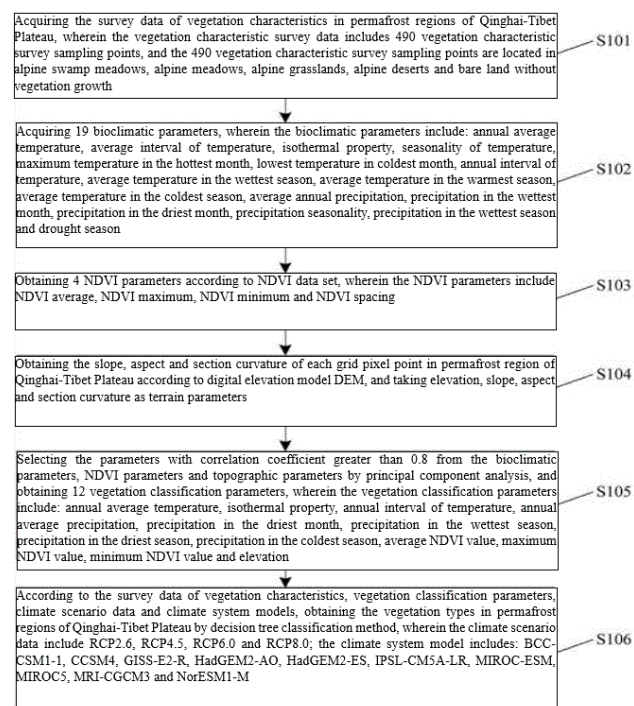 Acquiring the survey data of vegetation characteristics in permafrost regions of Qinghai-Tibet
Plateau, wherein the vegetation characteristic survey data includes 490 vegetation characteristic
survey sampling points, and the 490 vegetation characteristic survey sampling points are located in
alpine swamp meadows, alpine meadows, alpine grasslands, alpine deserts and bare land without
vegetation growth
S101
Acquiring 19 bioclimatic parameters, wherein the bioclimatic parameters include: annual average
temperature, average interval of temperature, isothermal property, seasonality of temperature,
maximum temperature in the hottest month, lowest temperature in coldest month, annual interval of
temperature, average temperature in the wettest season, average temperature in the warmest season,
average temperature in the coldest season, average annual precipitation, precipitation in the wettest
month, precipitation in the driest month, precipitation seasonality, precipitation in the wettest season
and drought season
S102
Obtaining 4 NDVI parameters according to NDVI data set, wherein the NDVI parameters include
NDVI average, NDVI maximum, NDVI minimum and NDVI spacing
S103
Obtaining the slope, aspect and section curvature of each grid pixel point in permafrost region of
Qinghai-Tibet Plateau according to digital elevation model DEM, and taking elevation, slope, aspect
and section curvature as terrain parameters
S104
Selecting the parameters with correlation coefficient greater than 0.8 from the bioclimatic
parameters, NDVI parameters and topographic parameters by principal component analysis, and
obtaining 12 vegetation classification parameters, wherein the vegetation classification parameters
include: annual average temperature, isothermal property, annual interval of temperature, annual
average precipitation, precipitation in the driest month, precipitation in the wettest season,
precipitation in the driest season, precipitation in the coldest season, average NDVI value, maximum
NDVI value, minimum NDVI value and elevation
S105
According to the survey data of vegetation characteristics, vegetation classification parameters,
climate scenario data and climate system models, obtaining the vegetation types in permafrost
regions of Qinghai-Tibet Plateau by decision tree classification method, wherein the climate scenario
data include RCP2.6, RCP4.5, RCP6.0 and RCP8.0; the climate system model includes: BCC-
CSM1-1, CCSM4, GISS-E2-R, HadGEM2-AO, HadGEM2-ES, IPSL-CM5A-LR, MIROC-ESM,
MIROC5, MRI-CGCM3 and NorESM1-M
S106